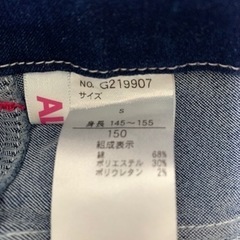 No. G219907
サイズ
S
身長 145～155
150
組成表示
綿 68%
ポリエステル 30%
ポリウレタン 2%